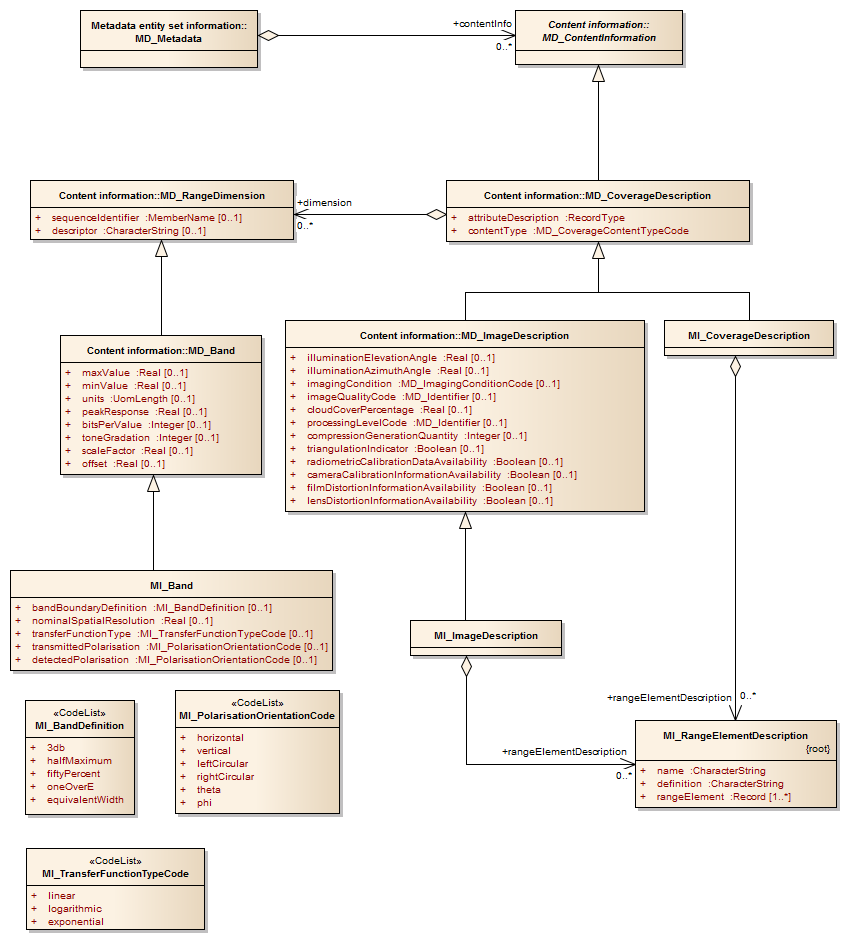 Metadata entity set information::
MD_Metadata
+contentInfo
0..*
Content information::
MD_ContentInformation
Content information::MD_RangeDimension
+ sequenceIdentifier :MemberName [0..1]
+ descriptor :CharacterString [0..1]
+dimension
0..*
Content information::MD_CoverageDescription
+ attributeDescription :RecordType
+ contentType :MD_CoverageContentTypeCode
Content information::MD_Band
+ maxValue :Real [0..1]
+ minValue :Real [0..1]
+ units :UomLength [0..1]
+ peakResponse :Real [0..1]
+ bitsPerValue :Integer [0..1]
+ toneGradation :Integer [0..1]
+ scaleFactor :Real [0..1]
+ offset :Real [0..1]
Content information::MD_ImageDescription
+ illuminationElevationAngle :Real [0..1]
+ illuminationAzimuthAngle :Real [0..1]
+ imagingCondition :MD_ImagingConditionCode [0..1]
+ imageQualityCode :MD_Identifier [0..1]
+ cloudCoverPercentage :Real [0..1]
+ processingLevelCode :MD_Identifier [0..1]
+ compressionGenerationQuantity :Integer [0..1]
+ triangulationIndicator :Boolean [0..1]
+ radiometricCalibrationDataAvailability :Boolean [0..1]
+ cameraCalibrationInformationAvailability :Boolean [0..1]
+ filmDistortionInformationAvailability :Boolean [0..1]
+ lensDistortionInformationAvailability :Boolean [0..1]
MI_CoverageDescription
MI_Band
+ bandBoundaryDefinition :MI_BandDefinition [0..1]
+ nominalSpatialResolution :Real [0..1]
+ transferFunctionType :MI_TransferFunctionTypeCode [0..1]
+ transmittedPolarisation :MI_PolarisationOrientationCode [0..1]
+ detectedPolarisation :MI_PolarisationOrientationCode [0..1]
MI_ImageDescription
+rangeElementDescription
0..*
+rangeElementDescription
0..*
MI_RangeElementDescription
{root}
+ name :CharacterString
+ definition :CharacterString
+ rangeElement :Record [1..*]
«CodeList»
MI_BandDefinition
+ 3db
+ halfMaximum
+ fiftyPercent
+ oneOverE
+ equivalentWidth
«CodeList»
MI_PolarisationOrientationCode
+ horizontal
+ vertical
+ leftCircular
+ rightCircular
+ theta
+ phi
«CodeList»
MI_TransferFunctionTypeCode
+ linear
+ logarithmic
+ exponential